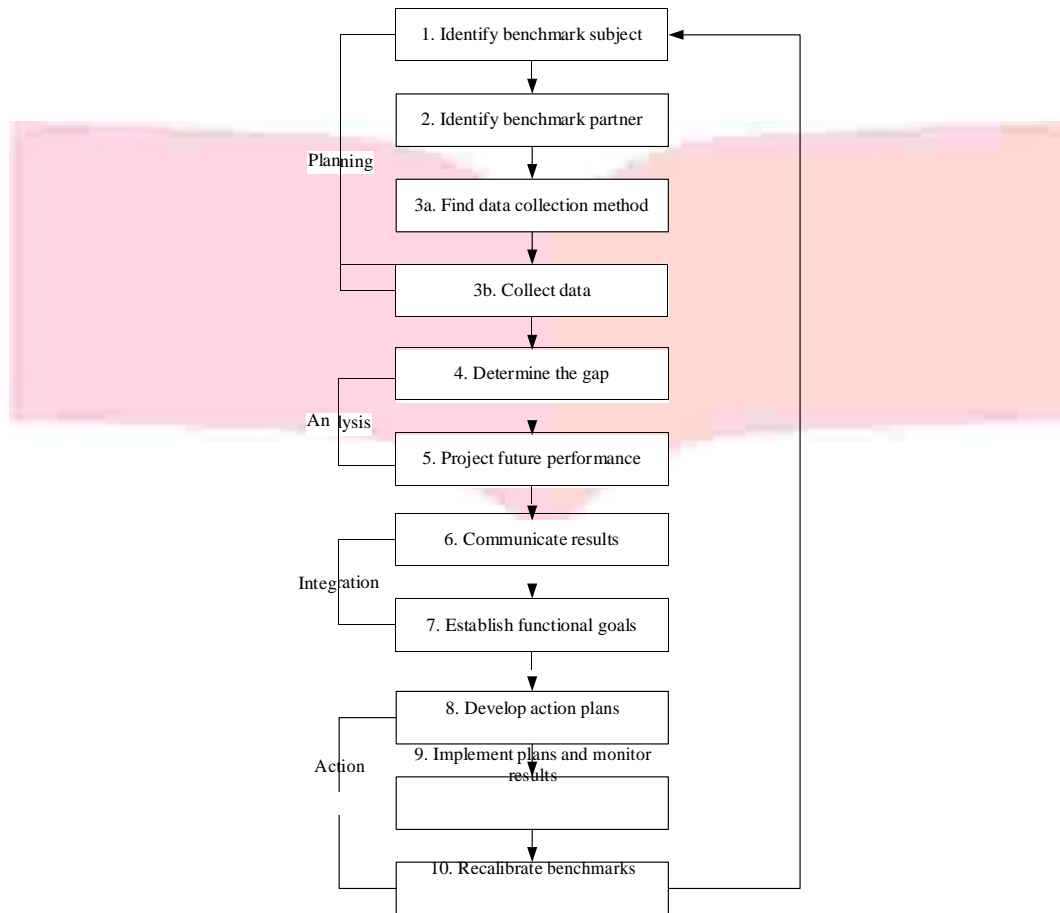 1. Identify benchmark subject
2. Identify benchmark partner
Planning
3a. Find data collection method
3b. Collect data
4. Determine the gap
An lysis
5. Project future performance
6. Communicate results
Integration
7. Establish functional goals
8. Develop action plans
9. Implement plans and monitor
results
Action
10. Recalibrate benchmarks